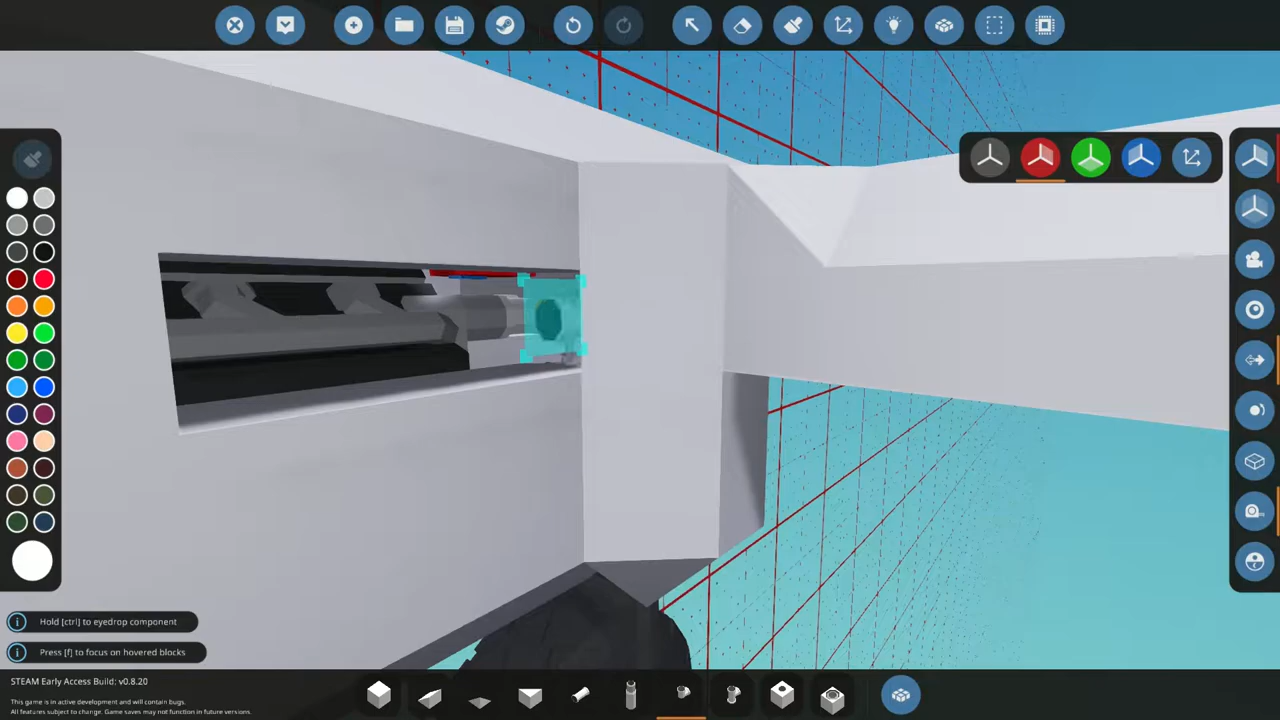 Hold [ctrl] to eyedrop component
Press [f] to focus on hovered blocks
STEAM Early Access Build: v0.8.20
This game is in active development and will contain bugs.
All features subject to change. Game saves may not function in future versions.